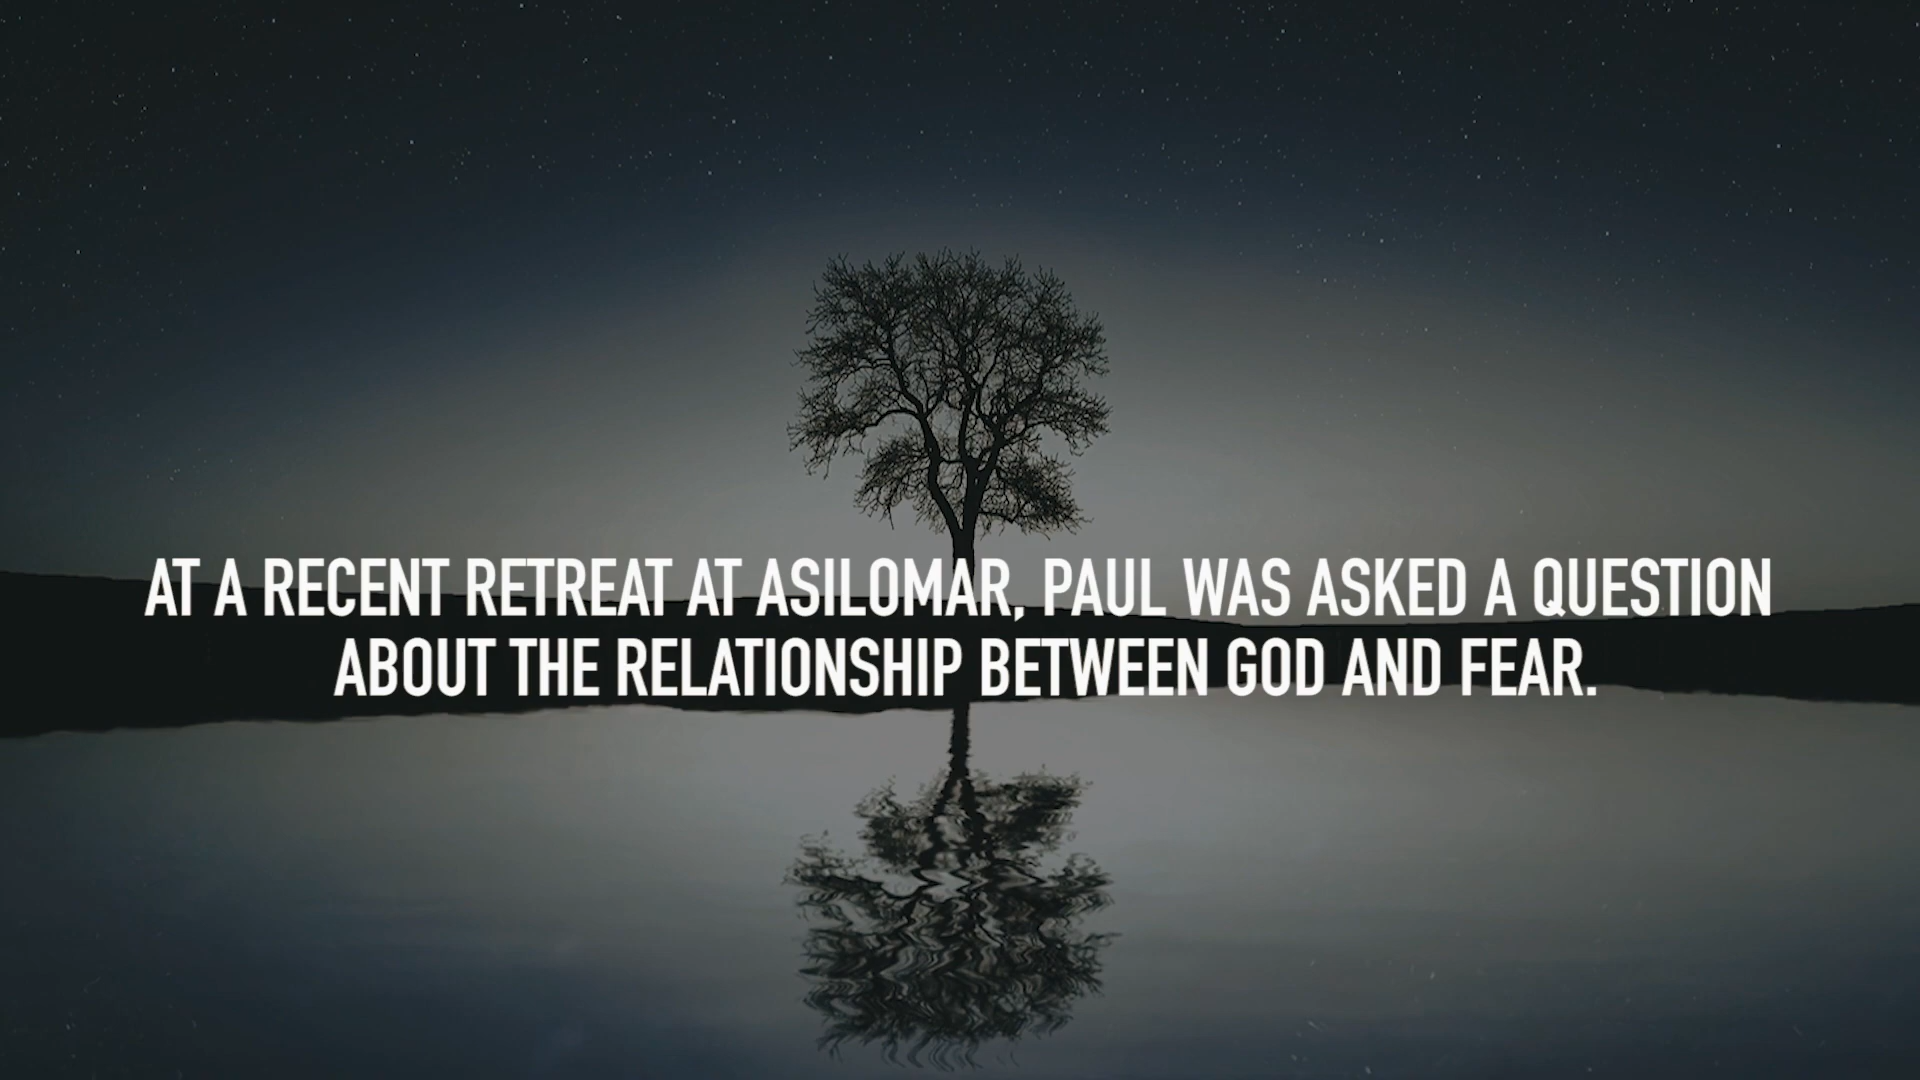 AT A RECENT RETREAT AT ASILOMAR, PAUL WAS ASKED A QUESTION
ABOUT THE RELATIONSHIP BETWEEN GOD AND FEAR.